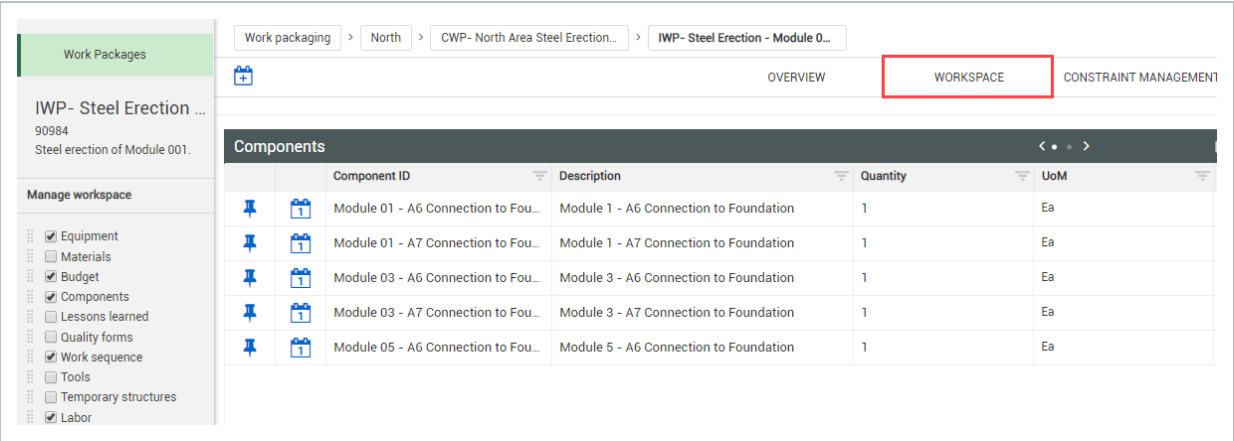 Work Packages
Work packaging > North > CWP- North Area Steel Erection... > IWP- Steel Erection - Module 0...
OVERVIEW WORKSPACE CONSTRAINT MANAGEMENT
IWP- Steel Erection ...
90984
Steel erection of Module 001.
Manage workspace
Equipment
Materials
Budget
Components
Lessons learned
Quality forms
Work sequence
Tools
Temporary structures
Labor
Components
Component ID Description Quantity UoM
1 Module 01 - A6 Connection to Fou... Module 1 - A6 Connection to Foundation 1 Ea
1 Module 01 - A7 Connection to Fou... Module 1 - A7 Connection to Foundation 1 Ea
1 Module 03 - A6 Connection to Fou... Module 3 - A6 Connection to Foundation 1 Ea
1 Module 03 - A7 Connection to Fou... Module 3 - A7 Connection to Foundation 1 Ea
1 Module 05 - A6 Connection to Fou... Module 5 - A6 Connection to Foundation 1 Ea